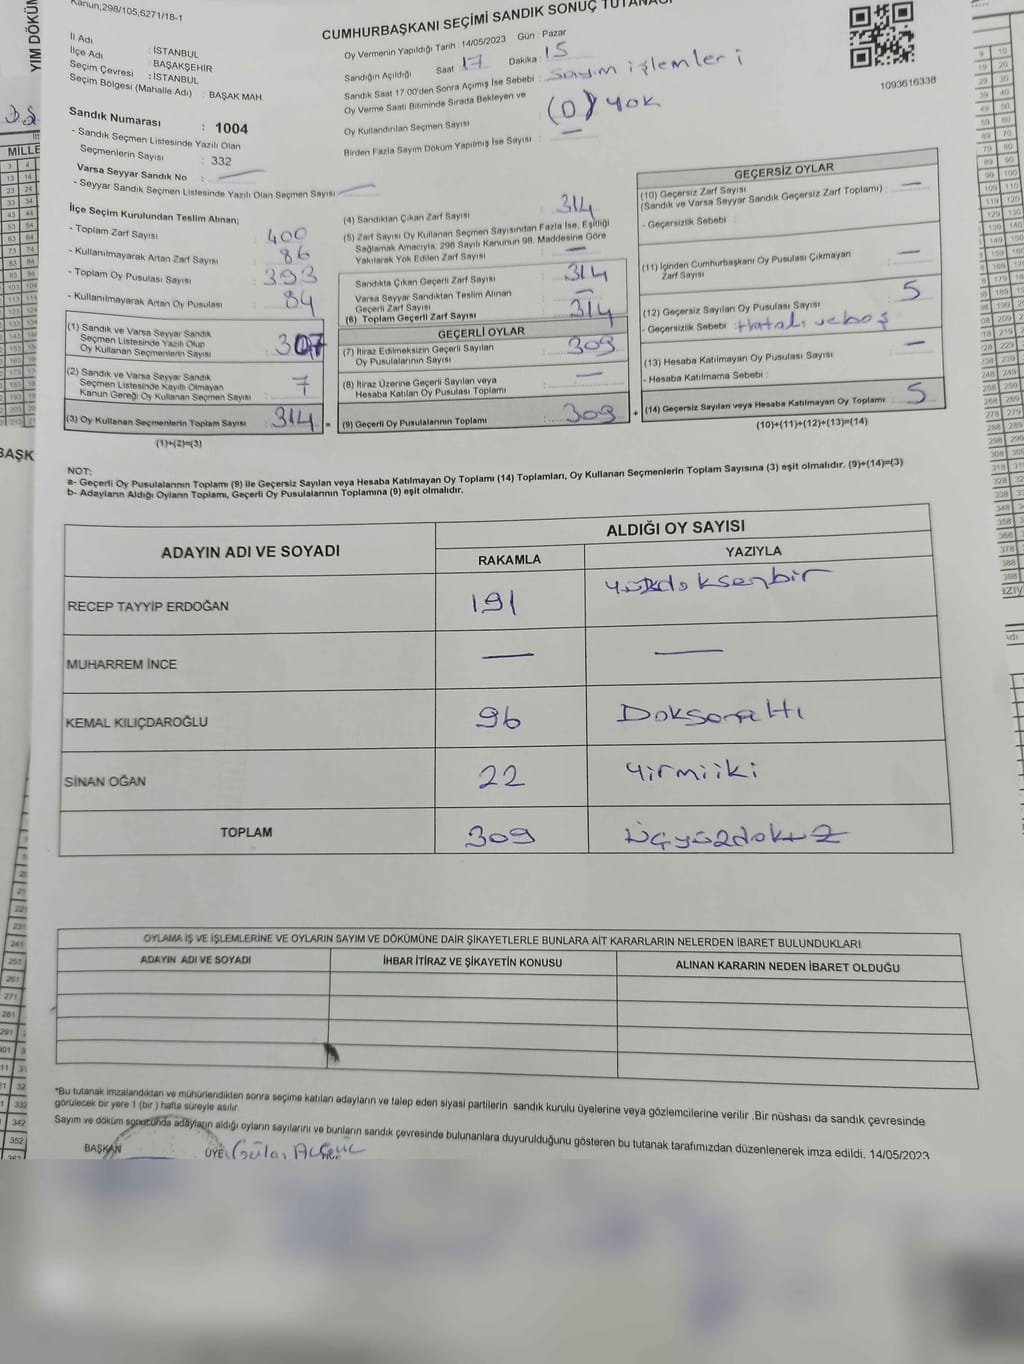 Kanun,298/105,6271/18-1
CUMHURBAŞKANI SEÇİMİ SANDIK SONUÇ TUTANAĞI
İl Adı : İSTANBUL
İlçe Adı : BAŞAKŞEHİR
Seçim Çevresi : İSTANBUL
Seçim Bölgesi (Mahalle Adı) : BAŞAK MAH
Oy Vermenin Yapıldığı Tarih : 14/05/2023 Gün : Pazar
Sandığın Açıldığı Saat 17 Dakika : 15
Sandık Saat 17:00'den Sonra Açımış İse Sebebi : Sayım işlemleri
Oy Verme Saati Bitiminde Sırada Bekleyen ve
Oy Kullandırılan Seçmen Sayısı (0) Yok
Birden Fazla Sayım Döküm Yapılmış İse Sayısı : —
1093616338
Sandık Numarası : 1004
- Sandık Seçmen Listesinde Yazılı Olan
Seçmenlerin Sayısı : 332
Varsa Seyyar Sandık No : —
- Seyyar Sandık Seçmen Listesinde Yazılı Olan Seçmen Sayısı : —
İlçe Seçim Kurulundan Teslim Alınan;
- Toplam Zarf Sayısı 400
- Kullanılmayarak Artan Zarf Sayısı 86
- Toplam Oy Pusulası Sayısı 393
- Kullanılmayarak Artan Oy Pusulası 84
(1) Sandık ve Varsa Seyyar Sandık
Seçmen Listesinde Yazılı Olup
Oy Kullanan Seçmenlerin Sayısı : 307
(2) Sandık ve Varsa Seyyar Sandık
Seçmen Listesinde Kayıtlı Olmayan
Kanun Gereği Oy Kullanan Seçmen Sayısı : 7
(3) Oy Kullanan Seçmenlerin Toplam Sayısı : 314
(1)+(2)=(3)
(4) Sandıktan Çıkan Zarf Sayısı : 314
(5) Zarf Sayısı Oy Kullanan Seçmen Sayısından Fazla İse, Eşitliği
Sağlamak Amacıyla, 298 Sayılı Kanunun 98. Maddesine Göre
Yakılarak Yok Edilen Zarf Sayısı : —
Sandıkta Çıkan Geçerli Zarf Sayısı : 314
Varsa Seyyar Sandıktan Teslim Alınan
Geçerli Zarf Sayısı : —
(6) Toplam Geçerli Zarf Sayısı : 314
GEÇERLİ OYLAR
(7) İtiraz Edilmeksizin Geçerli Sayılan
Oy Pusulalarının Sayısı : 309
(8) İtiraz Üzerine Geçerli Sayılan veya
Hesaba Katılan Oy Pusulası Toplamı : —
(9) Geçerli Oy Pusulalarının Toplamı : 309
GEÇERSİZ OYLAR
(10) Geçersiz Zarf Sayısı
(Sandık ve Varsa Seyyar Sandık Geçersiz Zarf Toplamı) : —
- Geçersizlik Sebebi :
(11) İçinden Cumhurbaşkanı Oy Pusulası Çıkmayan
Zarf Sayısı : —
(12) Geçersiz Sayılan Oy Pusulası Sayısı : 5
- Geçersizlik Sebebi : Hatalı ve boş
(13) Hesaba Katılmayan Oy Pusulası Sayısı : —
- Hesaba Katılmama Sebebi :
(14) Geçersiz Sayılan veya Hesaba Katılmayan Oy Toplamı : 5
(10)+(11)+(12)+(13)=(14)
NOT:
a- Geçerli Oy Pusulalarının Toplamı (9) ile Geçersiz Sayılan veya Hesaba Katılmayan Oy Toplamı (14) Toplamları, Oy Kullanan Seçmenlerin Toplam Sayısına (3) eşit olmalıdır. (9)+(14)=(3)
b- Adayların Aldığı Oyların Toplamı, Geçerli Oy Pusulalarının Toplamına (9) eşit olmalıdır.
ADAYIN ADI VE SOYADI
ALDIĞI OY SAYISI
RAKAMLA YAZIYLA
RECEP TAYYİP ERDOĞAN 191 Yüzdoksenbir
MUHARREM İNCE — —
KEMAL KILIÇDAROĞLU 96 Doksanaltı
SİNAN OĞAN 22 Yirmiiki
TOPLAM 309 Üçyüzdokuz
OYLAMA İŞ VE İŞLEMLERİNE VE OYLARIN SAYIM VE DÖKÜMÜNE DAİR ŞİKAYETLERLE BUNLARA AİT KARARLARIN NELERDEN İBARET BULUNDUKLARI
ADAYIN ADI VE SOYADI İHBAR İTİRAZ VE ŞİKAYETİN KONUSU ALINAN KARARIN NEDEN İBARET OLDUĞU
*Bu tutanak imzalandıktan ve mühürlendikten sonra seçime katılan adayların ve talep eden siyasi partilerin sandık kurulu üyelerine veya gözlemcilerine verilir .Bir nüshası da sandık çevresinde
görülecek bir yere 1 (bir ) hafta süreyle asılır.
Sayım ve döküm sonucunda adayların aldığı oyların sayılarını ve bunların sandık çevresinde bulunanlara duyurulduğunu gösteren bu tutanak tarafımızdan düzenlenerek imza edildi. 14/05/2023
BAŞKAN ÜYE